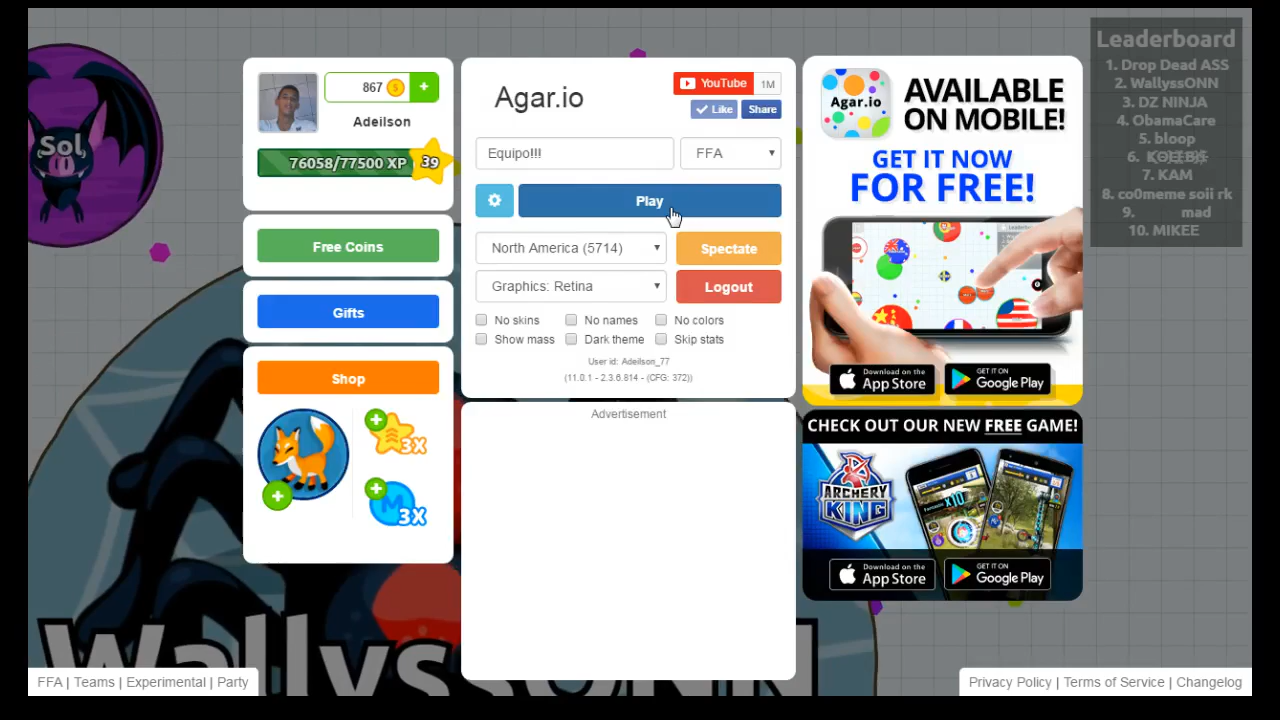 Sol
867
+
Adeilson
76058/77500 XP
39
Free Coins
Gifts
Shop
3X
M
3X
Agar.io
YouTube 1M
Like Share
Equipo!!!
FFA
Play
North America (5714)
Spectate
Graphics: Retina
Logout
No skins No names No colors
Show mass Dark theme Skip stats
User id: Adeilson_77
(11.0.1 - 2.3.6.814 - (CFG: 372))
Advertisement
Agar.io
AVAILABLE
ON MOBILE!
GET IT NOW
FOR FREE!
Download on the
App Store
GET IT ON
Google Play
CHECK OUT OUR NEW FREE GAME!
ARCHERY
KING
X10
Download on the
App Store
GET IT ON
Google Play
Leaderboard
1. Drop Dead ASS
2. WallyssONN
3. DZ NINJA
4. ObamaCare
5. bloop
6.
7. KAM
8. co0meme soii rk
9. mad
10. MIKEE
WallyssONN
FFA | Teams | Experimental | Party
Privacy Policy | Terms of Service | Changelog